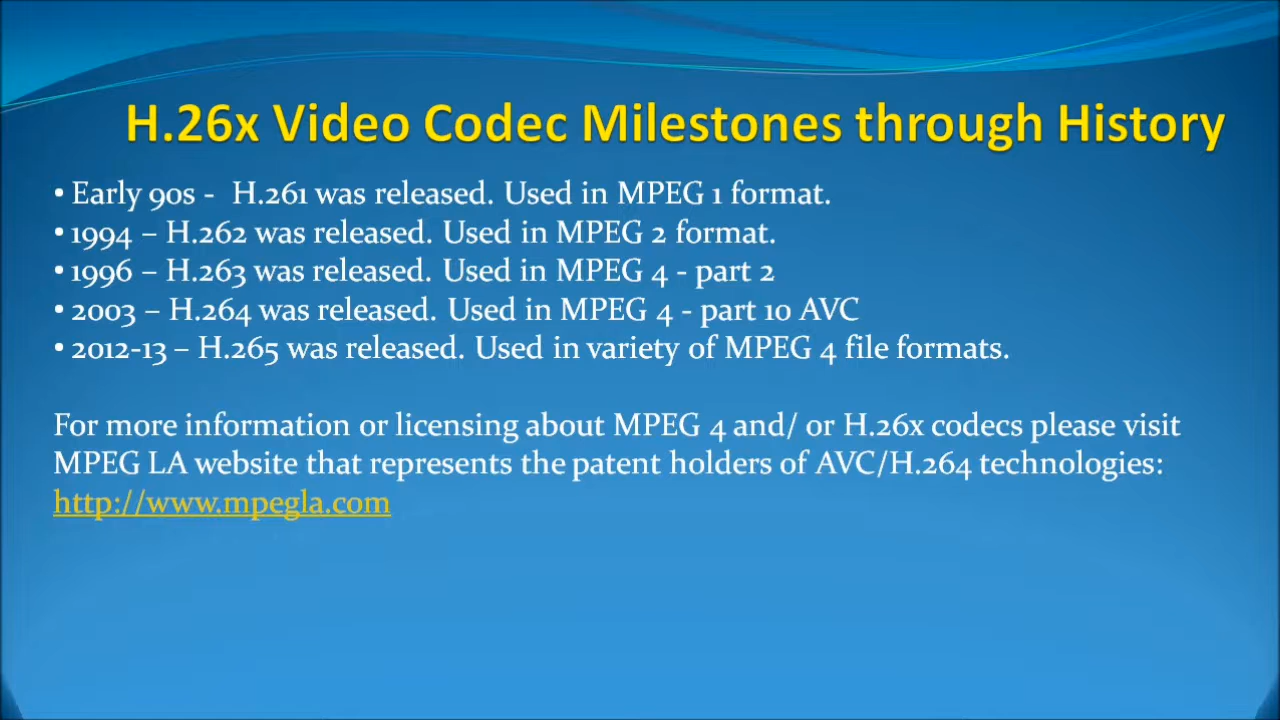 H.26x Video Codec Milestones through History
• Early 90s -  H.261 was released. Used in MPEG 1 format.
• 1994 – H.262 was released. Used in MPEG 2 format.
• 1996 – H.263 was released. Used in MPEG 4 - part 2
• 2003 – H.264 was released. Used in MPEG 4 - part 10 AVC
• 2012-13 – H.265 was released. Used in variety of MPEG 4 file formats.
For more information or licensing about MPEG 4 and/ or H.26x codecs please visit
MPEG LA website that represents the patent holders of AVC/H.264 technologies:
http://www.mpegla.com